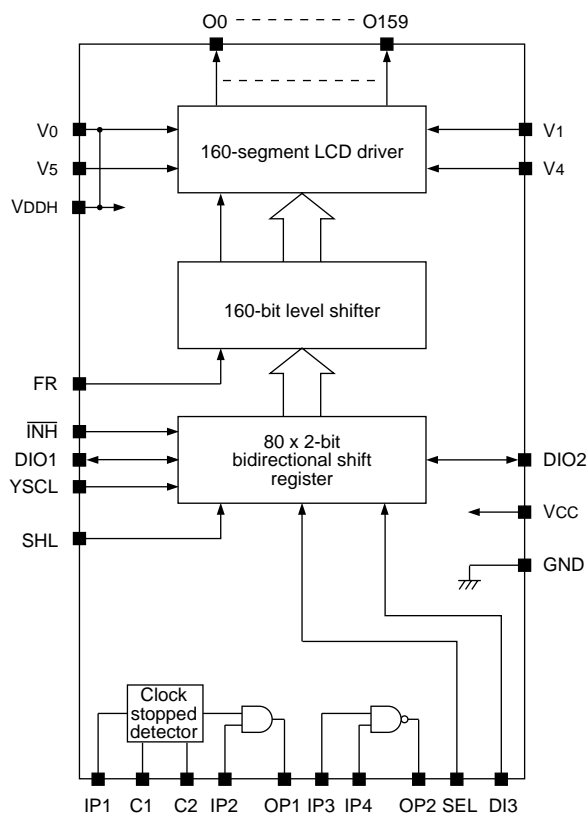 O0 O159
V0
160-segment LCD driver
V1
V5
V4
VDDH
160-bit level shifter
FR
INH
80 x 2-bit
bidirectional shift
register
DIO1
DIO2
YSCL
VCC
SHL
GND
Clock
stopped
detector
IP1 C1 C2 IP2 OP1 IP3 IP4 OP2 SEL DI3